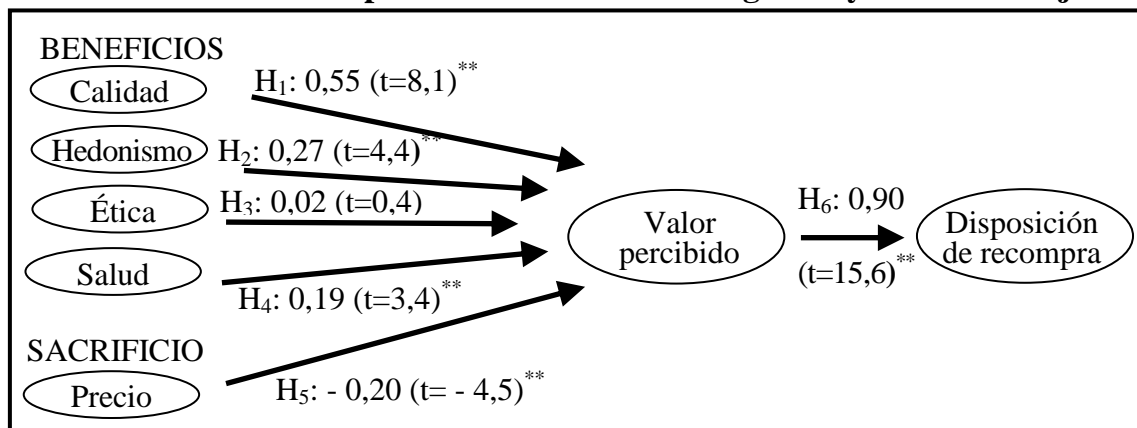 BENEFICIOS
Calidad
H1: 0,55 (t=8,1)**
Hedonismo
H2: 0,27 (t=4,4)**
Ética
H3: 0,02 (t=0,4)
Salud
H4: 0,19 (t=3,4)**
SACRIFICIO
Precio
H5: - 0,20 (t= - 4,5)**
Valor
percibido
H6: 0,90
(t=15,6)**
Disposición
de recompra